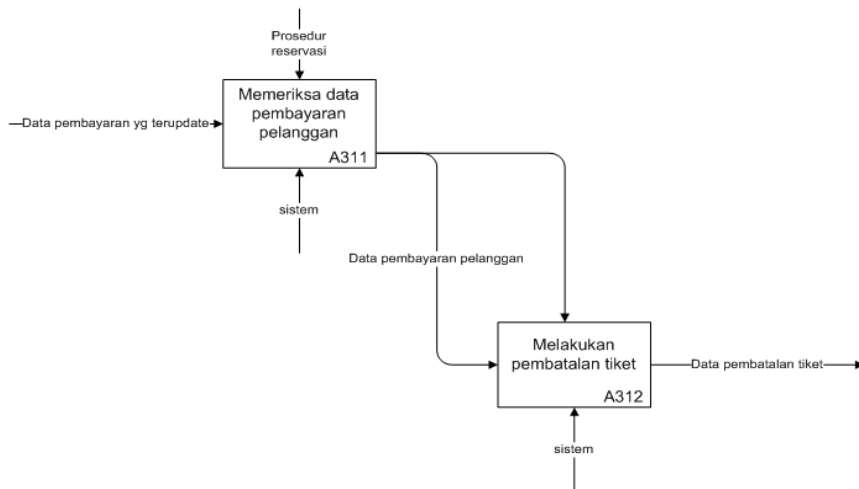 Prosedur
reservasi
Memeriksa data
pembayaran
pelanggan
A311
Data pembayaran yg terupdate
sistem
Data pembayaran pelanggan
Melakukan
pembatalan tiket
A312
Data pembatalan tiket
sistem